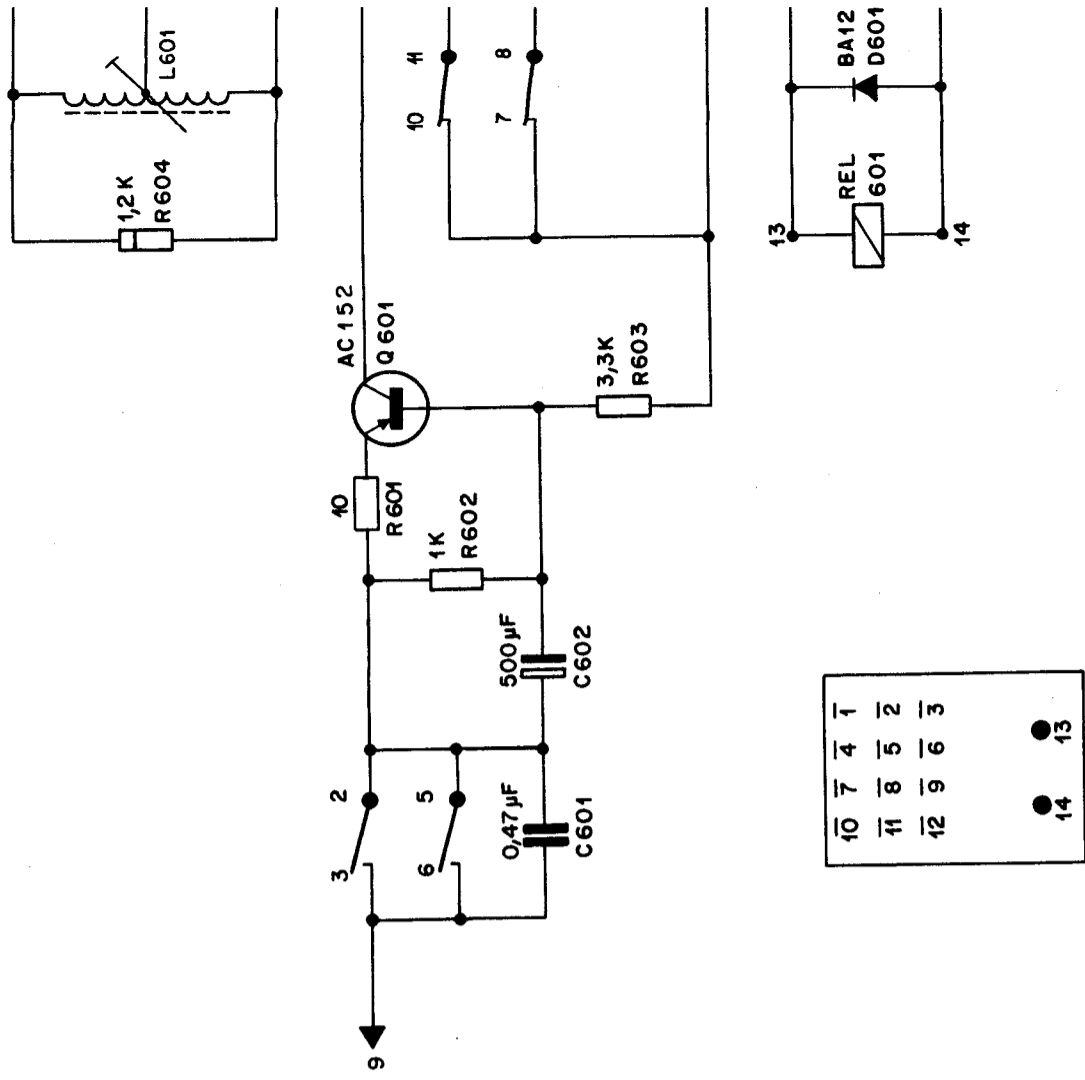 L601
1,2K
R604
11
10
8
7
BA12
D601
REL
601
13
14
AC152
Q601
3,3K
R603
10
R601
1K
R602
500µF
C602
2
3
5
6
0,47µF
C601
9
10 7 4 1
11 8 5 2
12 9 6 3
14 13